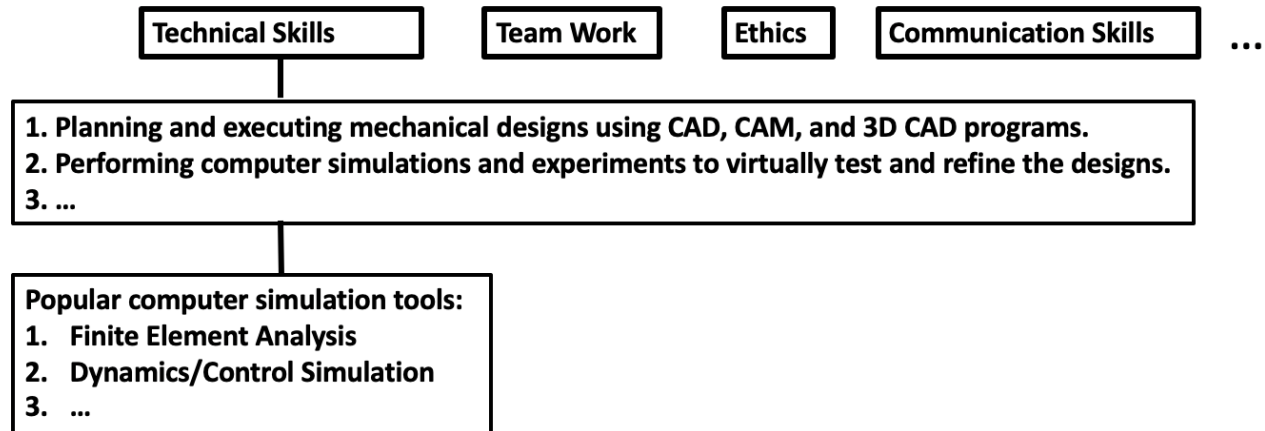 Technical Skills
Team Work
Ethics
Communication Skills
...
1. Planning and executing mechanical designs using CAD, CAM, and 3D CAD programs.
2. Performing computer simulations and experiments to virtually test and refine the designs.
3. ...
Popular computer simulation tools:
1. Finite Element Analysis
2. Dynamics/Control Simulation
3. ...